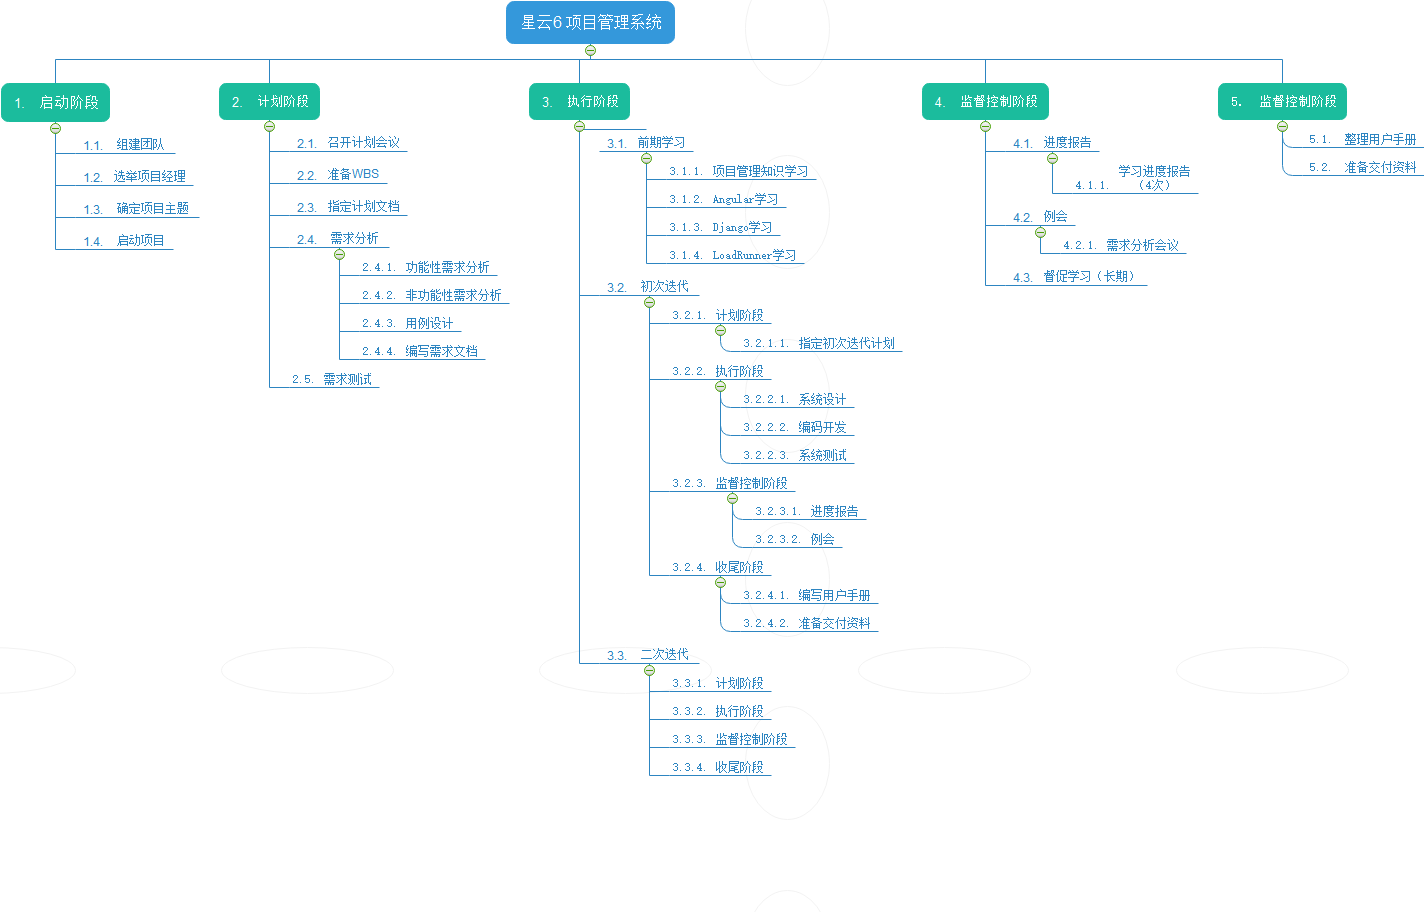 星云6 项目管理系统
1. 启动阶段
1.1. 组建团队
1.2. 选举项目经理
1.3. 确定项目主题
1.4. 启动项目
2. 计划阶段
2.1. 召开计划会议
2.2. 准备WBS
2.3. 指定计划文档
2.4. 需求分析
2.4.1. 功能性需求分析
2.4.2. 非功能性需求分析
2.4.3. 用例设计
2.4.4. 编写需求文档
2.5. 需求测试
3. 执行阶段
3.1. 前期学习
3.1.1. 项目管理知识学习
3.1.2. Angular学习
3.1.3. Django学习
3.1.4. LoadRunner学习
3.2. 初次迭代
3.2.1. 计划阶段
3.2.1.1. 指定初次迭代计划
3.2.2. 执行阶段
3.2.2.1. 系统设计
3.2.2.2. 编码开发
3.2.2.3. 系统测试
3.2.3. 监督控制阶段
3.2.3.1. 进度报告
3.2.3.2. 例会
3.2.4. 收尾阶段
3.2.4.1. 编写用户手册
3.2.4.2. 准备交付资料
3.3. 二次迭代
3.3.1. 计划阶段
3.3.2. 执行阶段
3.3.3. 监督控制阶段
3.3.4. 收尾阶段
4. 监督控制阶段
4.1. 进度报告
4.1.1. 学习进度报告
（4次）
4.2. 例会
4.2.1. 需求分析会议
4.3. 督促学习（长期）
5. 监督控制阶段
5.1. 整理用户手册
5.2. 准备交付资料